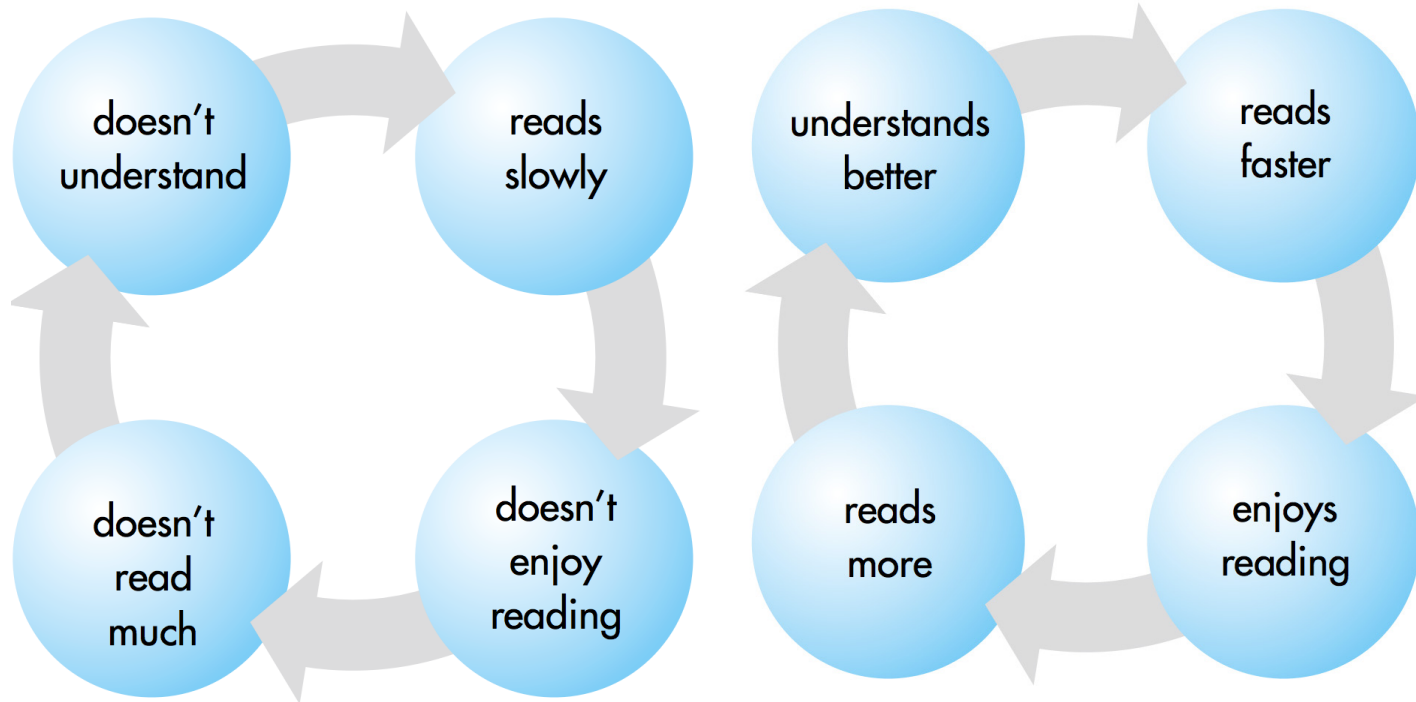 doesn't
understand
reads
slowly
doesn't
enjoy
reading
doesn't
read
much
understands
better
reads
faster
enjoys
reading
reads
more